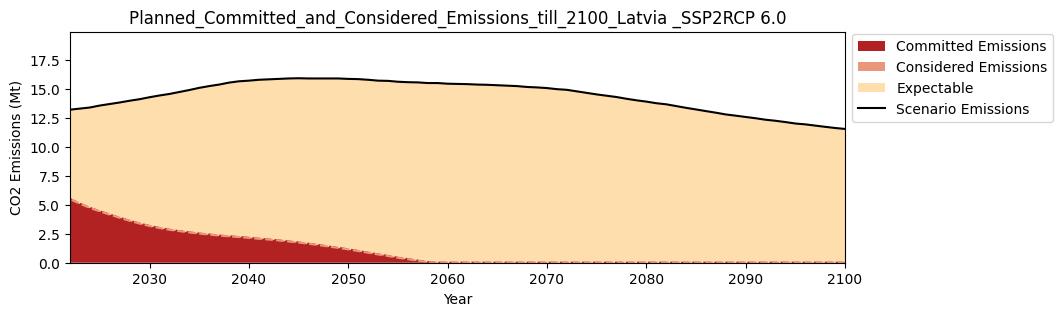 Planned_Committed_and_Considered_Emissions_till_2100_Latvia _SSP2RCP 6.0
Committed Emissions
Considered Emissions
Expectable
Scenario Emissions
CO2 Emissions (Mt)
17.5
15.0
12.5
10.0
7.5
5.0
2.5
0.0
2030 2040 2050 2060 2070 2080 2090 2100
Year